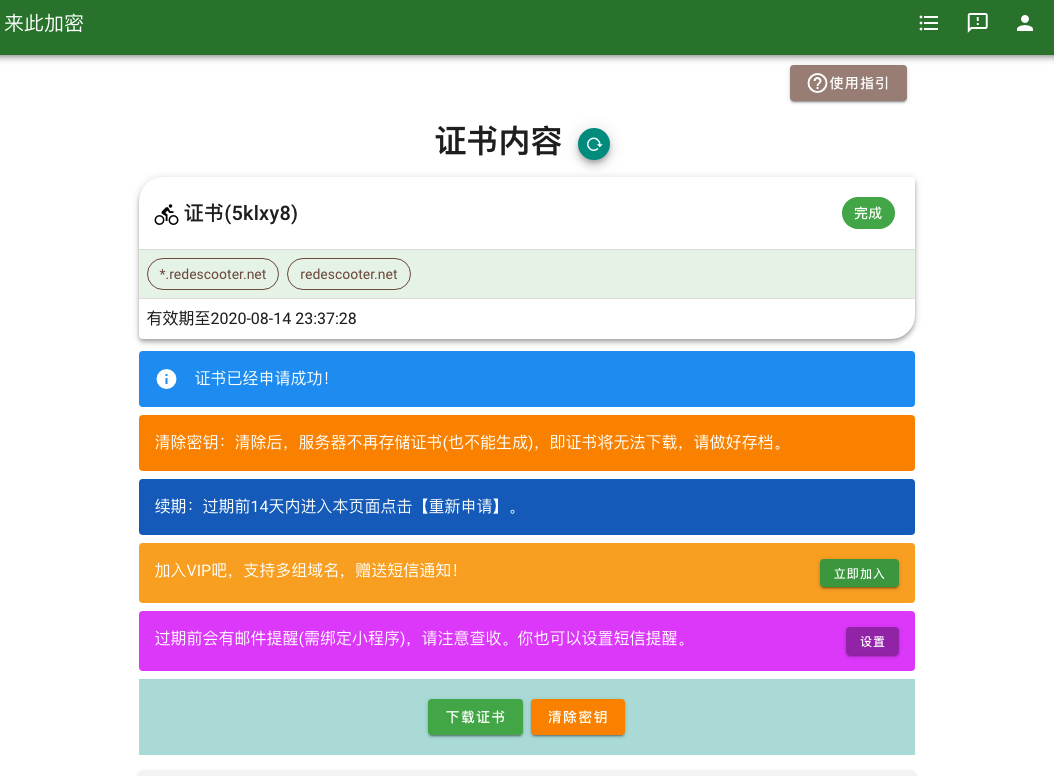 来此加密
使用指引
证书内容
证书(5klxy8)
完成
*.redescooter.net
redescooter.net
有效期至2020-08-14 23:37:28
证书已经申请成功！
清除密钥：清除后，服务器不再存储证书(也不能生成)，即证书将无法下载，请做好存档。
续期：过期前14天内进入本页面点击【重新申请】。
加入VIP吧，支持多组域名，赠送短信通知！
立即加入
过期前会有邮件提醒(需绑定小程序)，请注意查收。你也可以设置短信提醒。
设置
下载证书
清除密钥